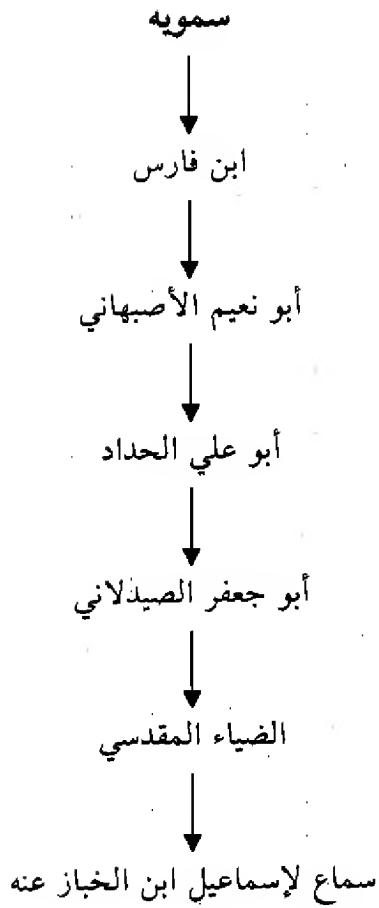 سمويه
ابن فارس
أبو نعيم الأصبهاني
أبو علي الحداد
أبو جعفر الصيدلاني
الضياء المقدسي
سماع لإسماعيل ابن الخباز عنه